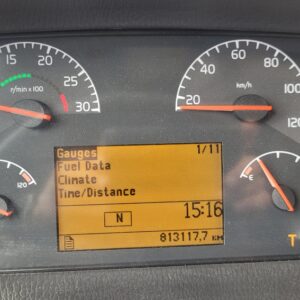 15 20 25 30
r/min x 100
20 40 60 80 100 120
km/h
120
E
Gauges 1/11
Fuel Data
Climate
Time/Distance
N 15:16
813117,7 KM
T